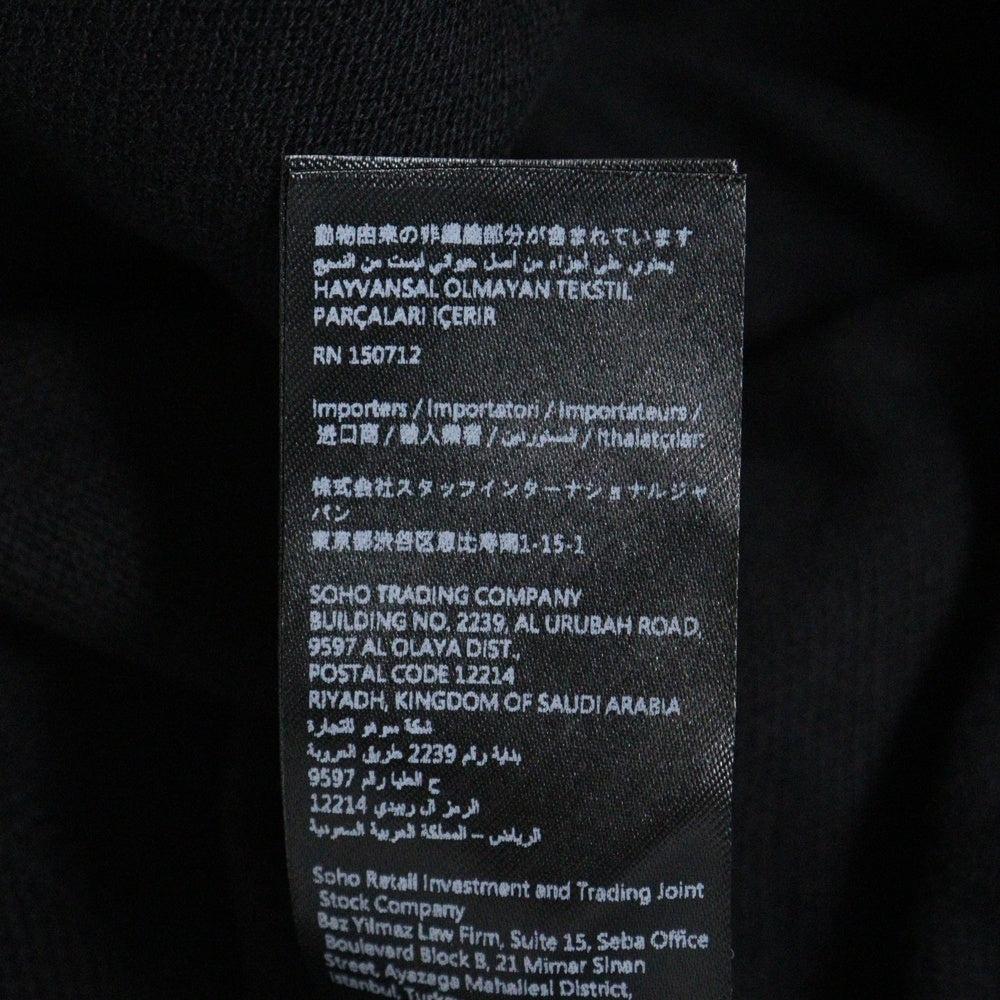 動物由来の非繊維部分が含まれています
يحتوي على أجزاء من أصل حيواني ليست من النسيج
HAYVANSAL OLMAYAN TEKSTIL
PARÇALARI IÇERIR
RN 150712
Importers / Importatori / Importateurs /
进口商 / 輸入業者 / المستوردين / Ithalatçılar:
株式会社スタッフインターナショナルジャ
パン
東京都渋谷区恵比寿南1-15-1
SOHO TRADING COMPANY
BUILDING NO. 2239, AL URUBAH ROAD,
9597 AL OLAYA DIST.,
POSTAL CODE 12214
RIYADH, KINGDOM OF SAUDI ARABIA
شركة سوهو للتجارة
بناية رقم 2239 طريق العروبة
ح العليا رقم 9597
الرمز ال 12214
الرياض – المملكة العربية السعودية
Soho Retail Investment and Trading Joint
Stock Company
Baz Yilmaz Law Firm, Suite 15, Seba Office
Boulevard Block B, 21 Mimar Sinan
Street, Ayazaga Mahallesi District,
Istanbul,